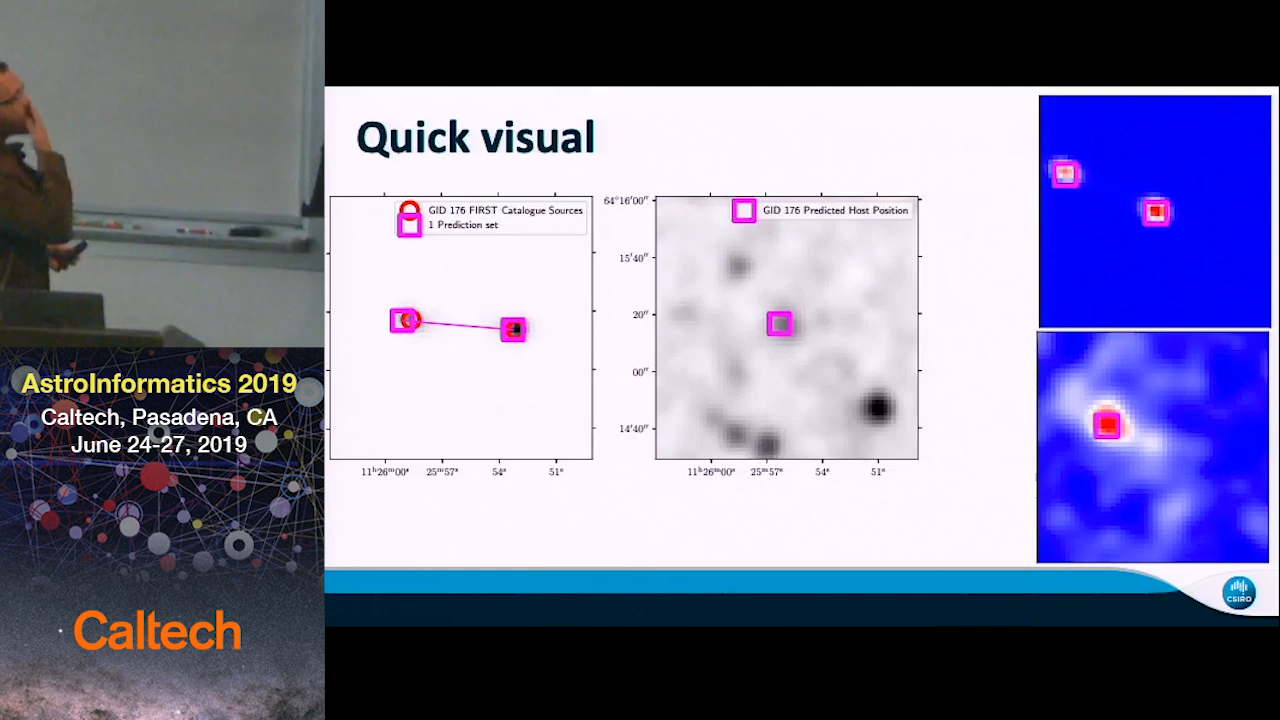 Quick visual
GID 176 FIRST Catalogue Sources
1 Prediction set
11ʰ26ᵐ00ˢ 25ᵐ57ˢ 54ˢ 51ˢ
GID 176 Predicted Host Position
64°16'00"
15'40"
20"
00"
14'40"
11ʰ26ᵐ00ˢ 25ᵐ57ˢ 54ˢ 51ˢ
CSIRO
AstroInformatics 2019
Caltech, Pasadena, CA
June 24-27, 2019
Caltech